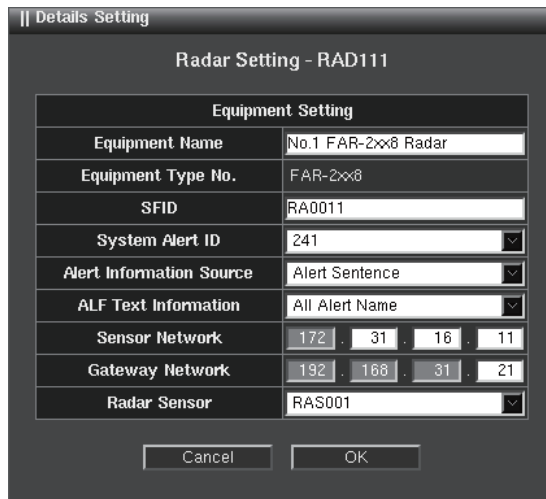 || Details Setting
Radar Setting - RAD111
Equipment Setting
Equipment Name No.1 FAR-2xx8 Radar
Equipment Type No. FAR-2xx8
SFID RA0011
System Alert ID 241
Alert Information Source Alert Sentence
ALF Text Information All Alert Name
Sensor Network 172 . 31 . 16 . 11
Gateway Network 192 . 168 . 31 . 21
Radar Sensor RAS001
Cancel OK